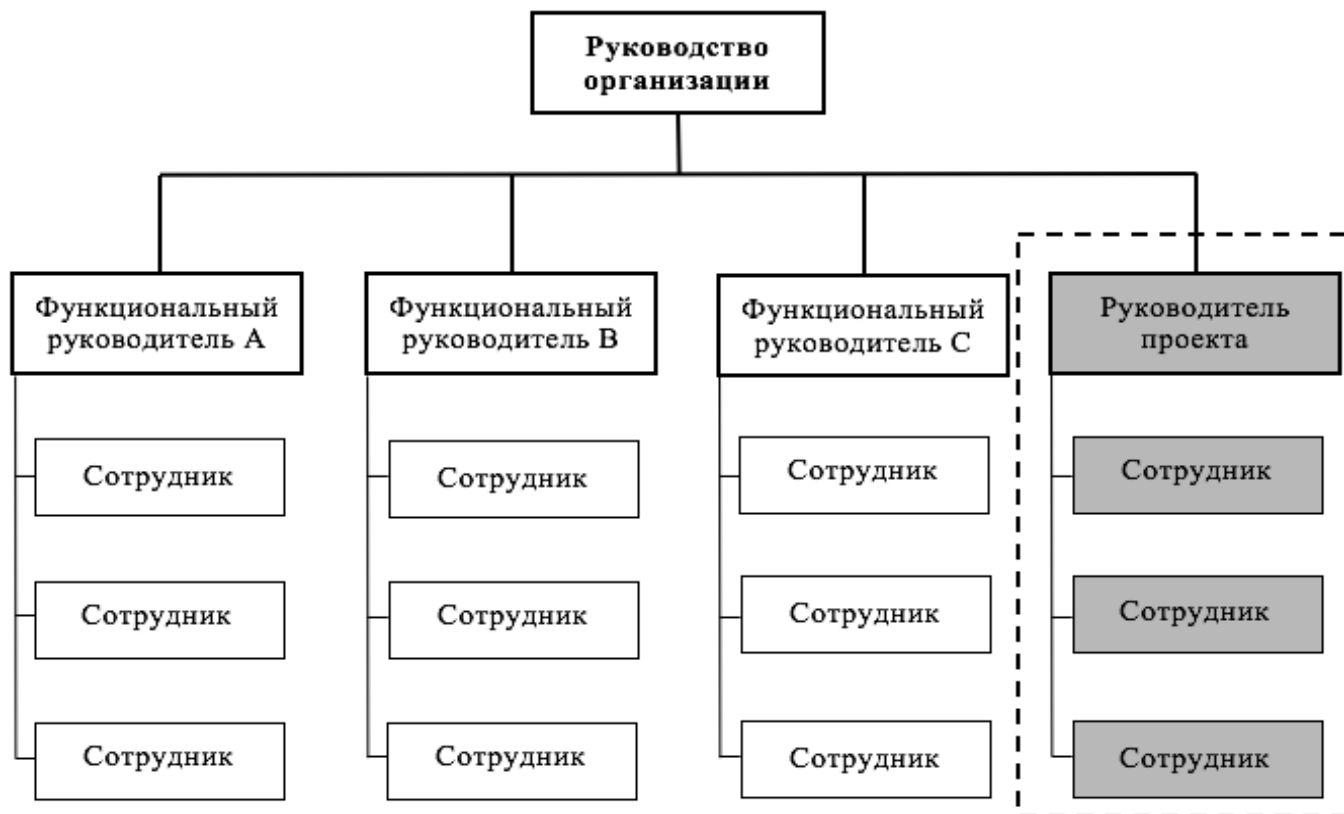 Руководство
организации
Функциональный
руководитель А
Функциональный
руководитель В
Функциональный
руководитель С
Руководитель
проекта
Сотрудник
Сотрудник
Сотрудник
Сотрудник
Сотрудник
Сотрудник
Сотрудник
Сотрудник
Сотрудник
Сотрудник
Сотрудник
Сотрудник